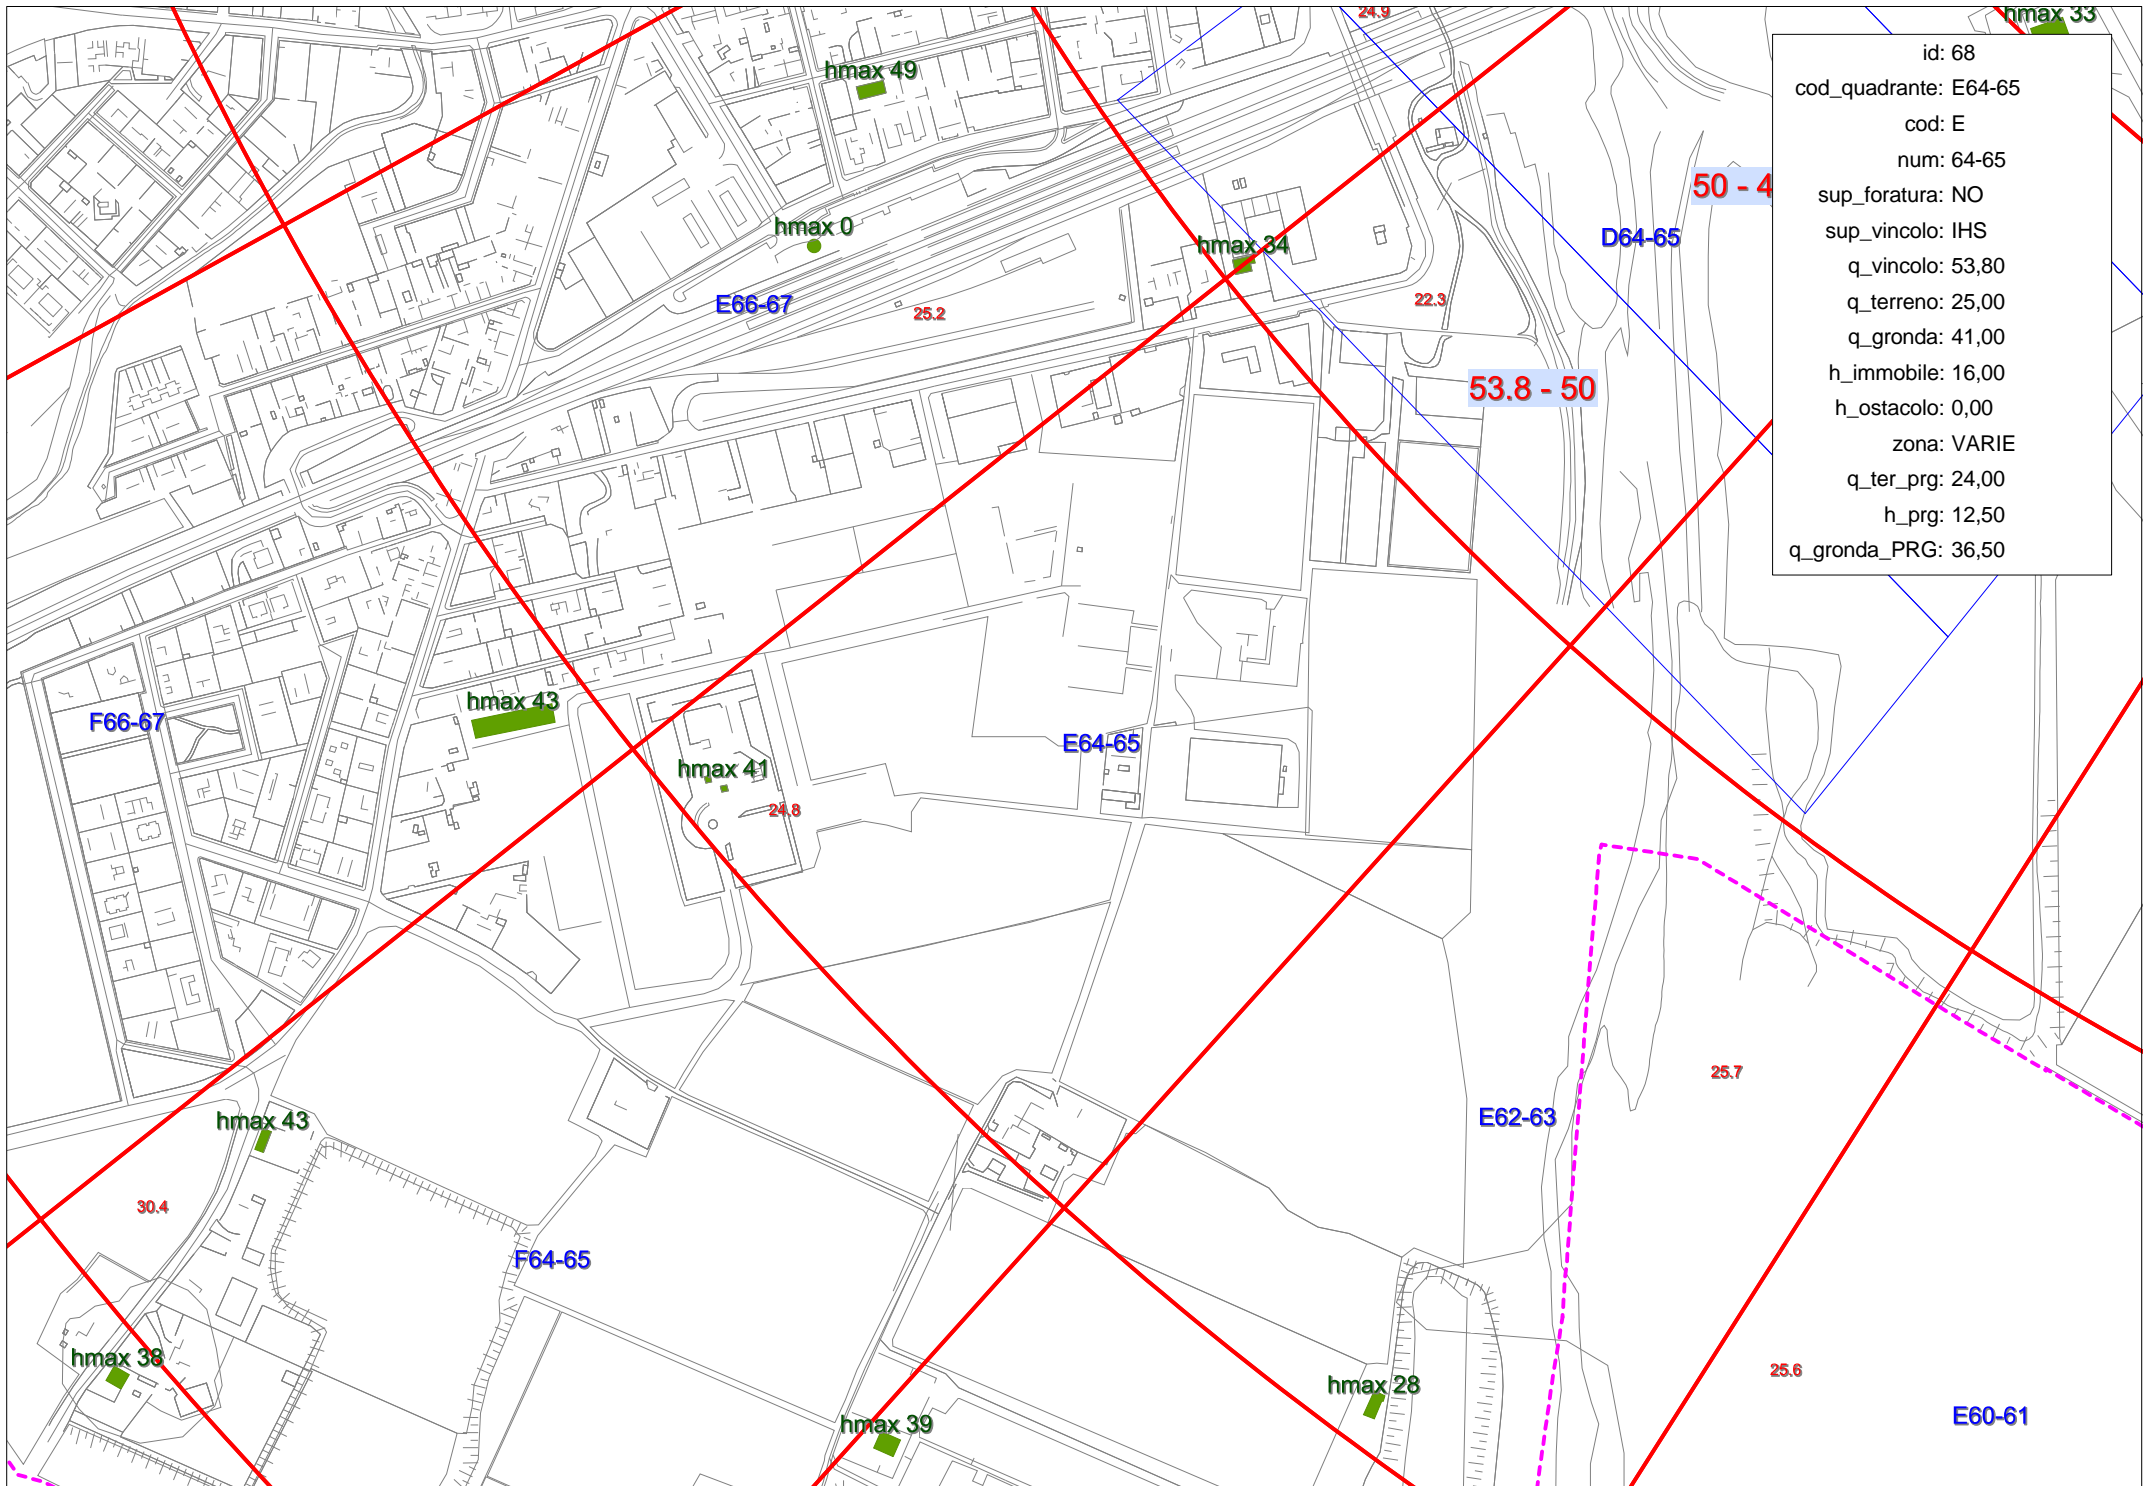 24.9
hmax 33
hmax 49
id: 68
cod_quadrante: E64-65
cod: E
num: 64-65
sup_foratura: NO
sup_vincolo: IHS
q_vincolo: 53,80
q_terreno: 25,00
q_gronda: 41,00
h_immobile: 16,00
h_ostacolo: 0,00
zona: VARIE
q_ter_prg: 24,00
h_prg: 12,50
q_gronda_PRG: 36,50
50 - 4
hmax 0
hmax 34
D64-65
E66-67
25.2
22.3
53.8 - 50
hmax 43
F66-67
E64-65
hmax 41
24.8
25.7
hmax 43
E62-63
30.4
F64-65
hmax 38
hmax 28
25.6
hmax 39
E60-61